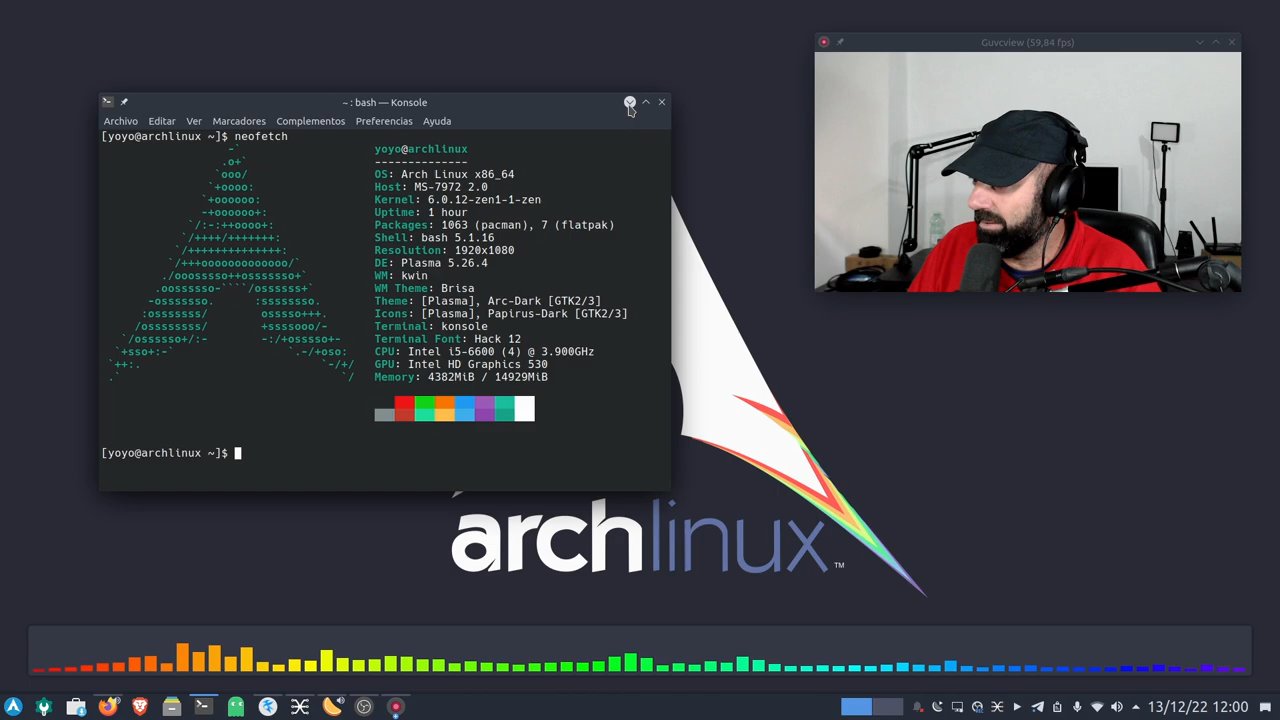 Guvcview (59,84 fps)
~ : bash — Konsole
Archivo Editar Ver Marcadores Complementos Preferencias Ayuda
[yoyo@archlinux ~]$ neofetch
yoyo@archlinux
--------------
OS: Arch Linux x86_64
Host: MS-7972 2.0
Kernel: 6.0.12-zen1-1-zen
Uptime: 1 hour
Packages: 1063 (pacman), 7 (flatpak)
Shell: bash 5.1.16
Resolution: 1920x1080
DE: Plasma 5.26.4
WM: kwin
WM Theme: Brisa
Theme: [Plasma], Arc-Dark [GTK2/3]
Icons: [Plasma], Papirus-Dark [GTK2/3]
Terminal: konsole
Terminal Font: Hack 12
CPU: Intel i5-6600 (4) @ 3.900GHz
GPU: Intel HD Graphics 530
Memory: 4382MiB / 14929MiB
[yoyo@archlinux ~]$
archlinux™
13/12/22 12:00